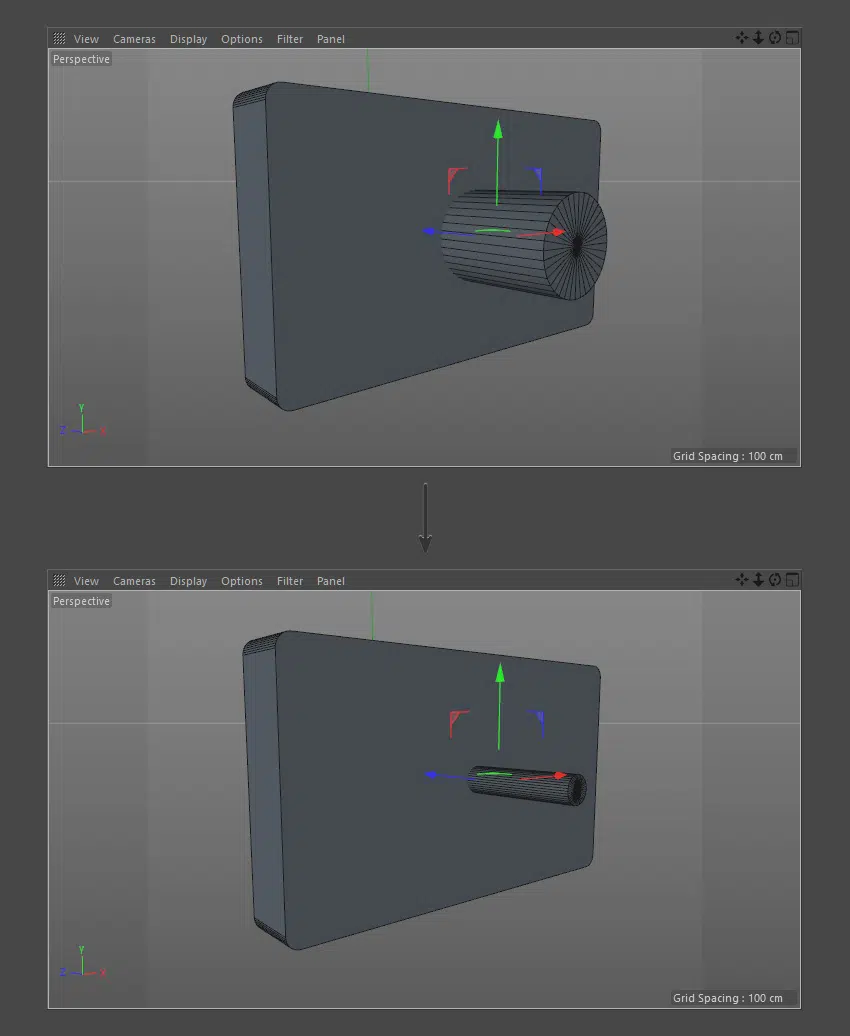 View Cameras Display Options Filter Panel
Perspective
Y
Z X
Grid Spacing : 100 cm
View Cameras Display Options Filter Panel
Perspective
Y
Z X
Grid Spacing : 100 cm